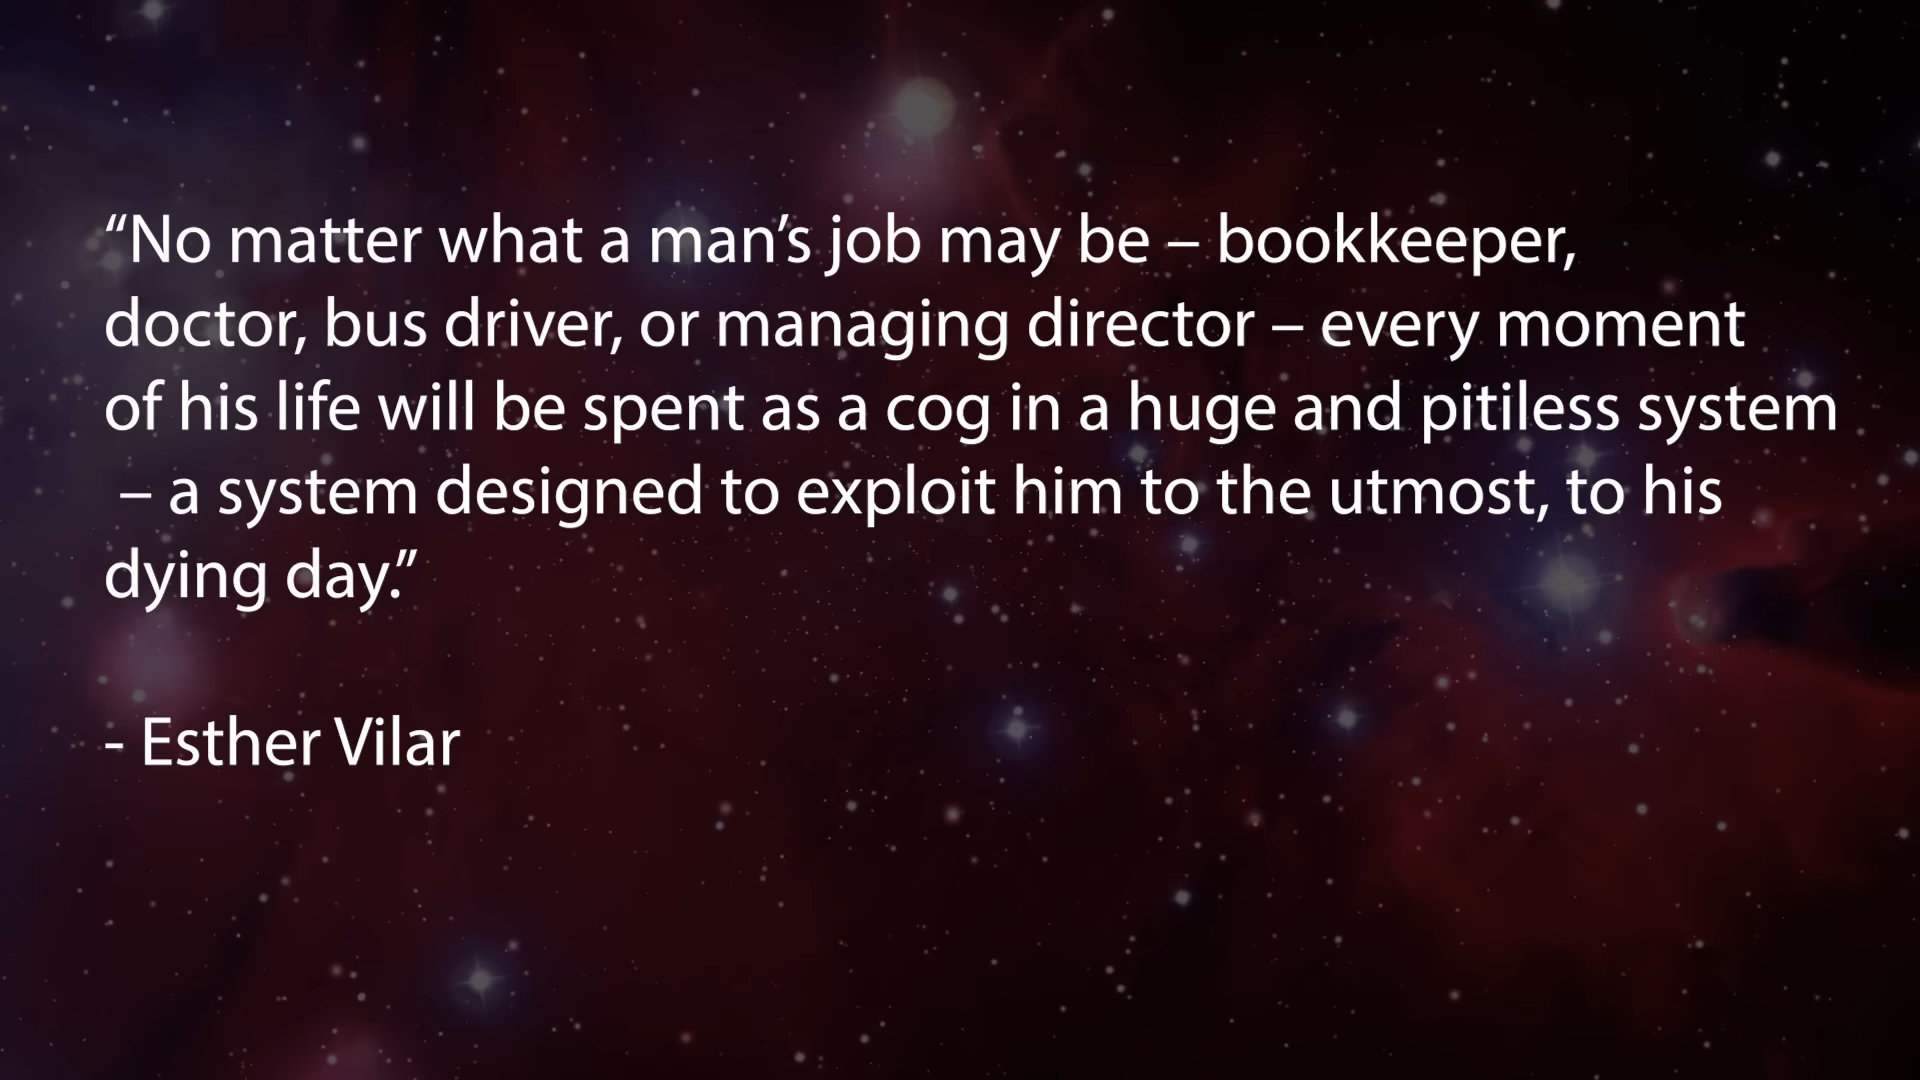 “No matter what a man’s job may be – bookkeeper,
doctor, bus driver, or managing director – every moment
of his life will be spent as a cog in a huge and pitiless system
– a system designed to exploit him to the utmost, to his
dying day.”
- Esther Vilar